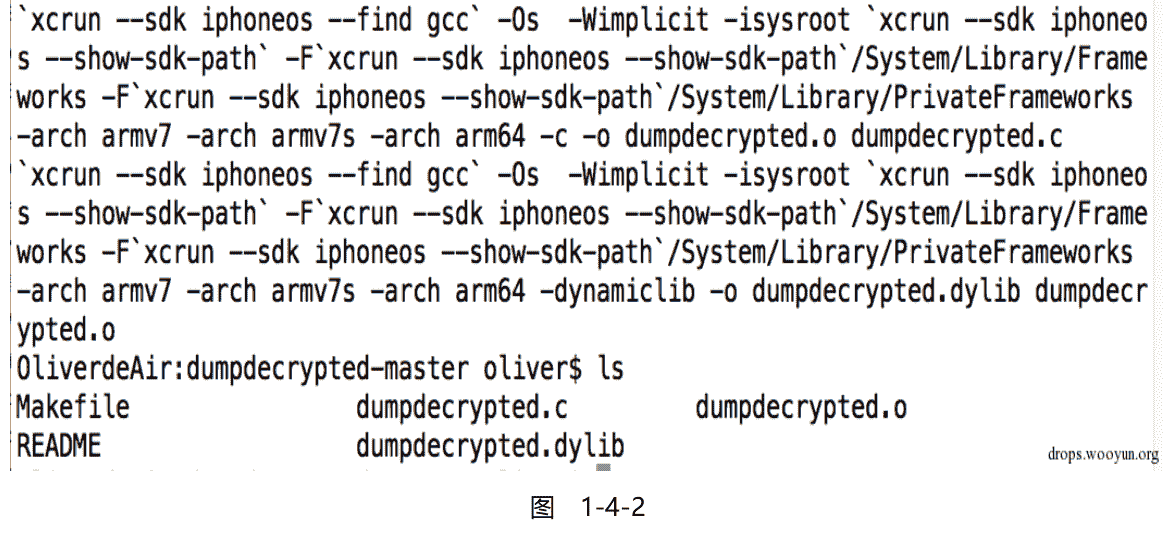 `xcrun --sdk iphoneos --find gcc` -Os  -Wimplicit -isysroot `xcrun --sdk iphoneo
s --show-sdk-path` -F`xcrun --sdk iphoneos --show-sdk-path`/System/Library/Frame
works -F`xcrun --sdk iphoneos --show-sdk-path`/System/Library/PrivateFrameworks
-arch armv7 -arch armv7s -arch arm64 -c -o dumpdecrypted.o dumpdecrypted.c
`xcrun --sdk iphoneos --find gcc` -Os  -Wimplicit -isysroot `xcrun --sdk iphoneo
s --show-sdk-path` -F`xcrun --sdk iphoneos --show-sdk-path`/System/Library/Frame
works -F`xcrun --sdk iphoneos --show-sdk-path`/System/Library/PrivateFrameworks
-arch armv7 -arch armv7s -arch arm64 -dynamiclib -o dumpdecrypted.dylib dumpdecr
ypted.o
OliverdeAir:dumpdecrypted-master oliver$ ls
Makefile dumpdecrypted.c dumpdecrypted.o
README dumpdecrypted.dylib
drops.wooyun.org
图 1-4-2